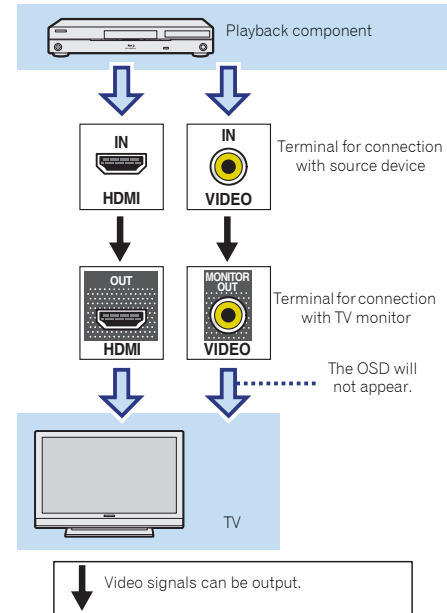 Playback component
IN
HDMI
IN
VIDEO
Terminal for connection
with source device
OUT
HDMI
MONITOR
OUT
VIDEO
Terminal for connection
with TV monitor
The OSD will
not appear.
TV
Video signals can be output.